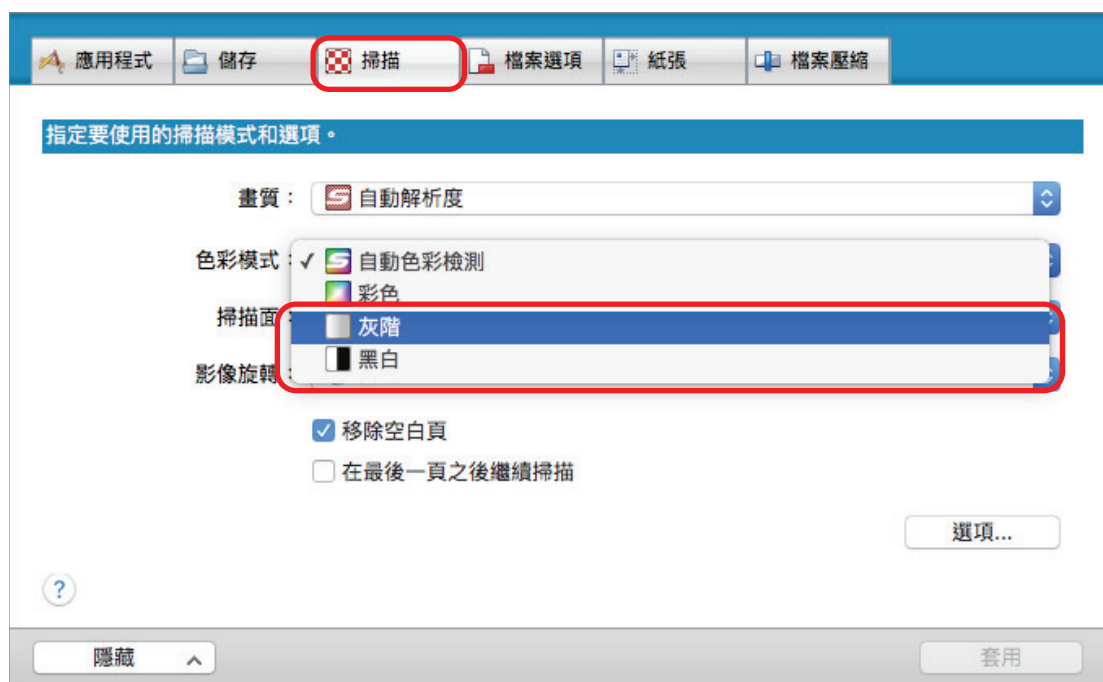 應用程式 儲存 掃描 檔案選項 紙張 檔案壓縮
指定要使用的掃描模式和選項。
畫質： 自動解析度
色彩模式： ✓ 自動色彩檢測
彩色
掃描面： 灰階
黑白
影像旋轉：
移除空白頁
在最後一頁之後繼續掃描
選項...
?
隱藏 套用